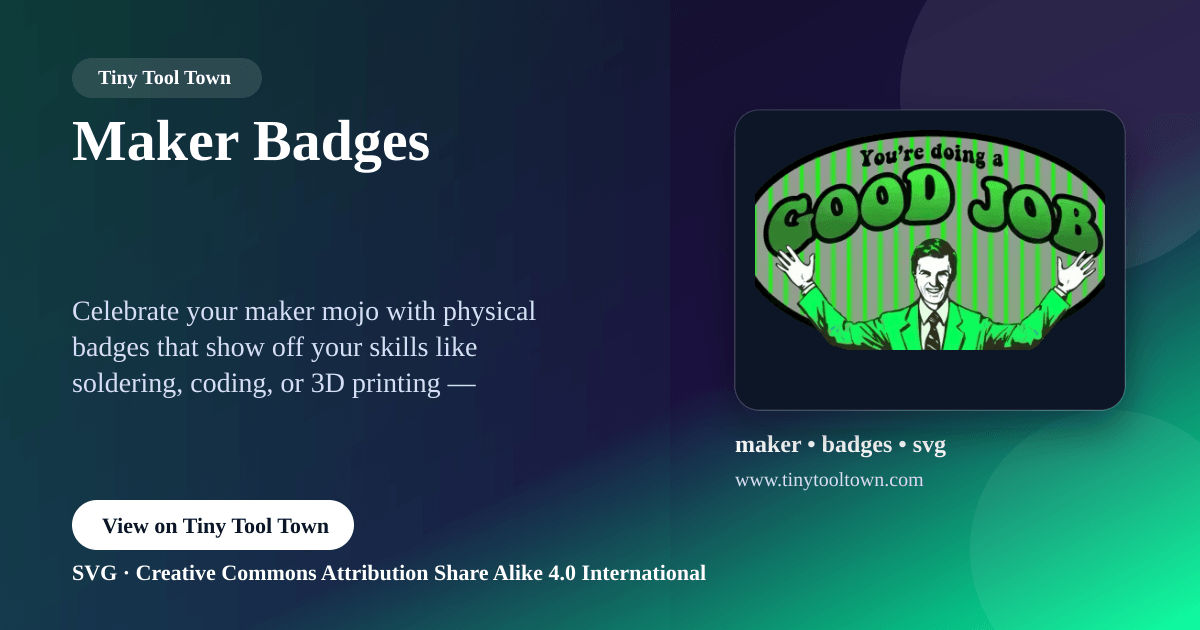 Tiny Tool Town
Maker Badges
Celebrate your maker mojo with physical
badges that show off your skills like
soldering, coding, or 3D printing —
View on Tiny Tool Town
SVG · Creative Commons Attribution Share Alike 4.0 International
You're doing a
GOOD JOB
maker • badges • svg
www.tinytooltown.com